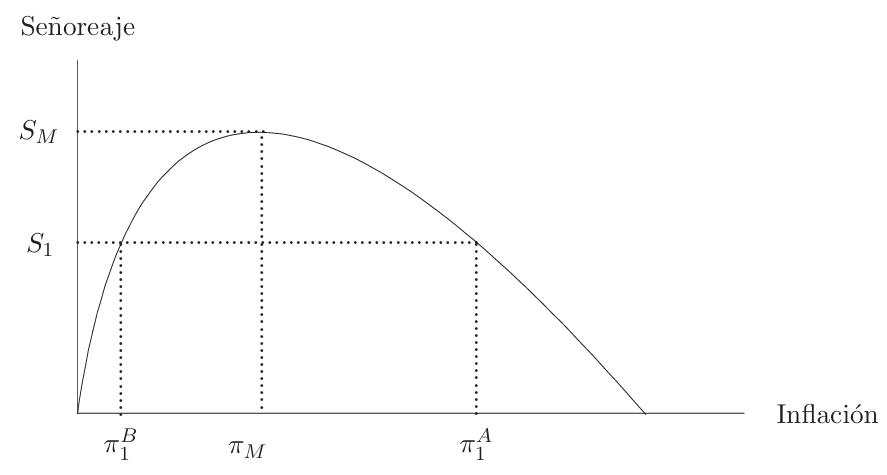 Señoreaje
S_M
S_1
Inflación
π_1^B
π_M
π_1^A